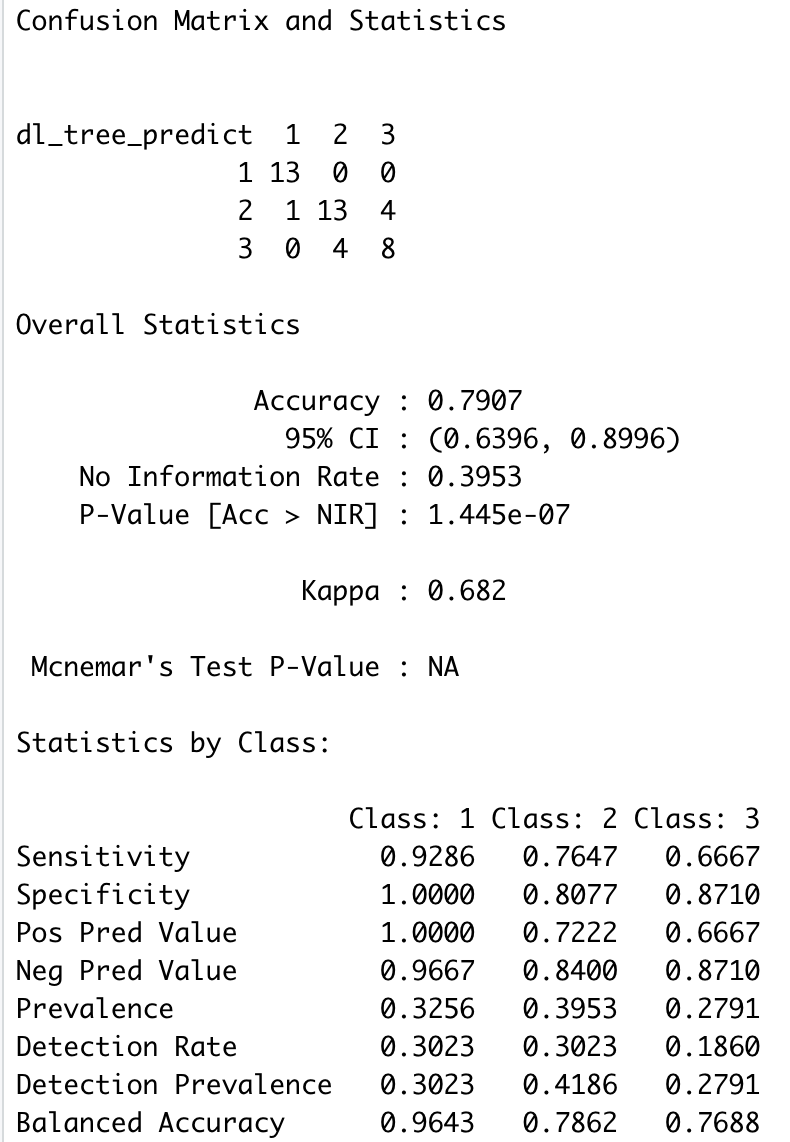 Confusion Matrix and Statistics
dl_tree_predict  1  2  3
              1 13  0  0
              2  1 13  4
              3  0  4  8
Overall Statistics
               Accuracy : 0.7907
                 95% CI : (0.6396, 0.8996)
    No Information Rate : 0.3953
    P-Value [Acc > NIR] : 1.445e-07
                  Kappa : 0.682
 Mcnemar's Test P-Value : NA
Statistics by Class:
                     Class: 1 Class: 2 Class: 3
Sensitivity            0.9286   0.7647   0.6667
Specificity            1.0000   0.8077   0.8710
Pos Pred Value         1.0000   0.7222   0.6667
Neg Pred Value         0.9667   0.8400   0.8710
Prevalence             0.3256   0.3953   0.2791
Detection Rate         0.3023   0.3023   0.1860
Detection Prevalence   0.3023   0.4186   0.2791
Balanced Accuracy      0.9643   0.7862   0.7688